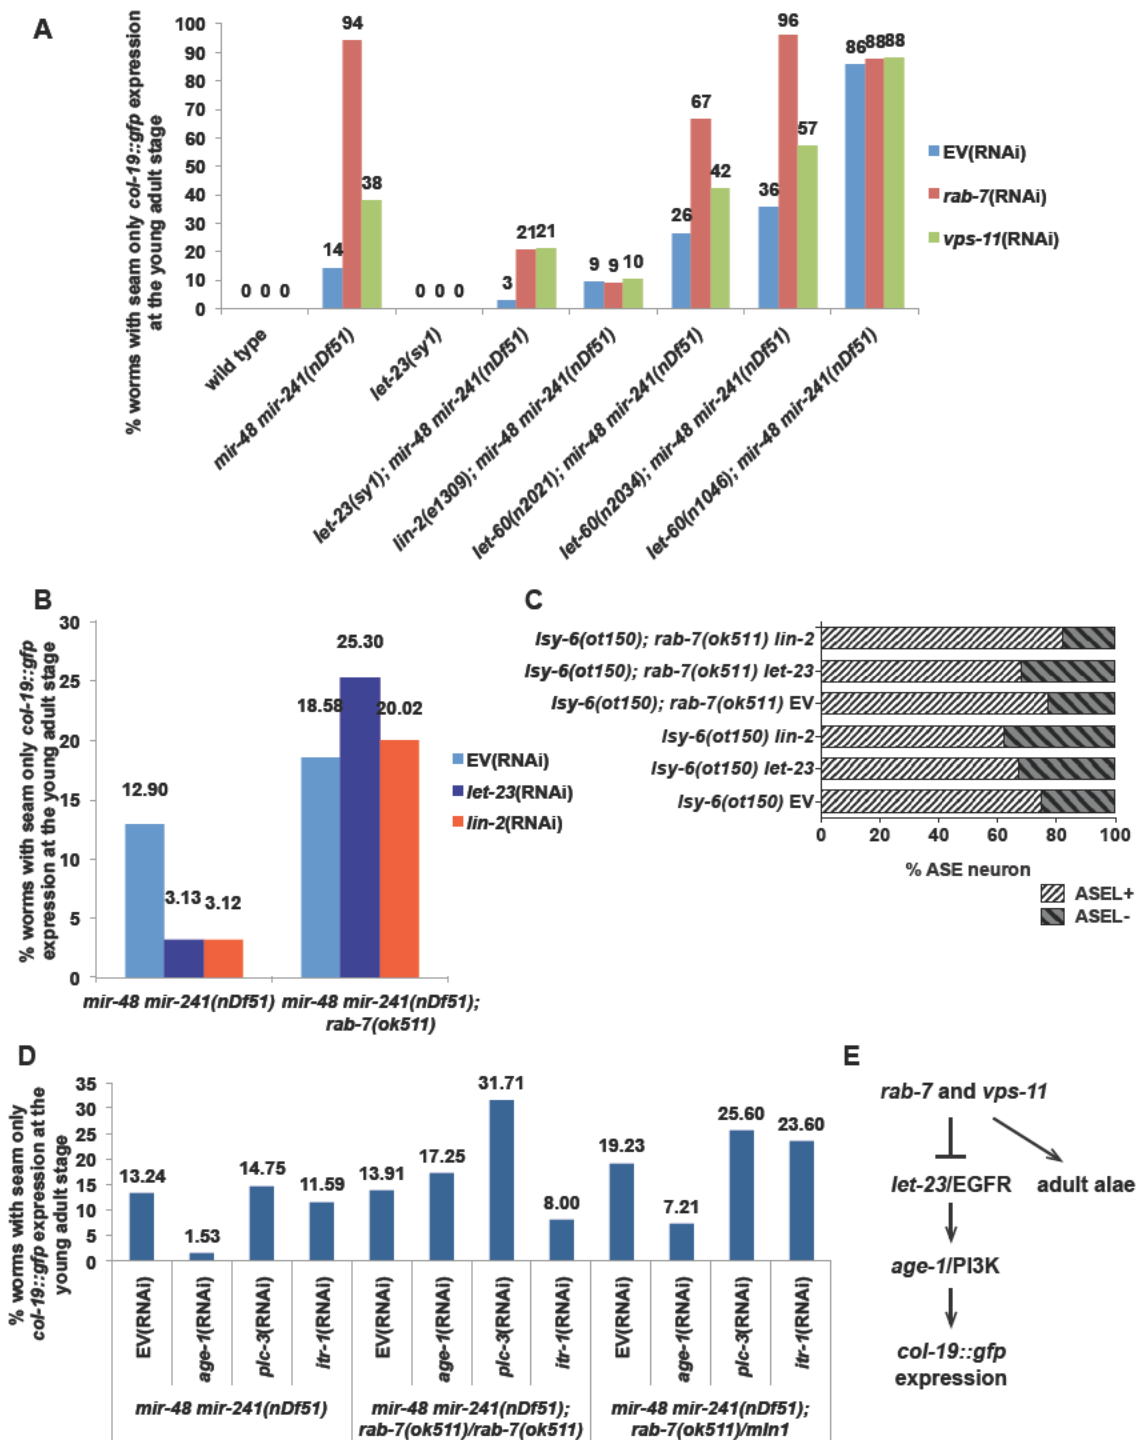 A
% worms with seam only col-19::gfp expression
at the young adult stage
100
90
80
70
60
50
40
30
20
10
0
0 0 0
14
94
38
0 0 0
3
21 21
9 9 10
26
67
42
36
96
57
86 88 88
wild type
mir-48 mir-241(nDf51)
let-23(sy1)
let-23(sy1); mir-48 mir-241(nDf51)
lin-2(e1309); mir-48 mir-241(nDf51)
let-60(n2021); mir-48 mir-241(nDf51)
let-60(n2034); mir-48 mir-241(nDf51)
let-60(n1046); mir-48 mir-241(nDf51)
EV(RNAi)
rab-7(RNAi)
vps-11(RNAi)
B
% worms with seam only col-19::gfp
expression at the young adult stage
30
25
20
15
10
5
0
12.90
3.13 3.12
18.58
25.30
20.02
mir-48 mir-241(nDf51)
mir-48 mir-241(nDf51);
rab-7(ok511)
EV(RNAi)
let-23(RNAi)
lin-2(RNAi)
C
lsy-6(ot150); rab-7(ok511) lin-2
lsy-6(ot150); rab-7(ok511) let-23
lsy-6(ot150); rab-7(ok511) EV
lsy-6(ot150) lin-2
lsy-6(ot150) let-23
lsy-6(ot150) EV
0 20 40 60 80 100
% ASE neuron
ASEL+
ASEL-
D
% worms with seam only
col-19::gfp expression at the
young adult stage
35
30
25
20
15
10
5
0
13.24
1.53
14.75
11.59
13.91
17.25
31.71
8.00
19.23
7.21
25.60
23.60
EV(RNAi)
age-1(RNAi)
plc-3(RNAi)
itr-1(RNAi)
EV(RNAi)
age-1(RNAi)
plc-3(RNAi)
itr-1(RNAi)
EV(RNAi)
age-1(RNAi)
plc-3(RNAi)
itr-1(RNAi)
mir-48 mir-241(nDf51)
mir-48 mir-241(nDf51);
rab-7(ok511)/rab-7(ok511)
mir-48 mir-241(nDf51);
rab-7(ok511)/mIn1
E
rab-7 and vps-11
let-23/EGFR
adult alae
age-1/PI3K
col-19::gfp
expression